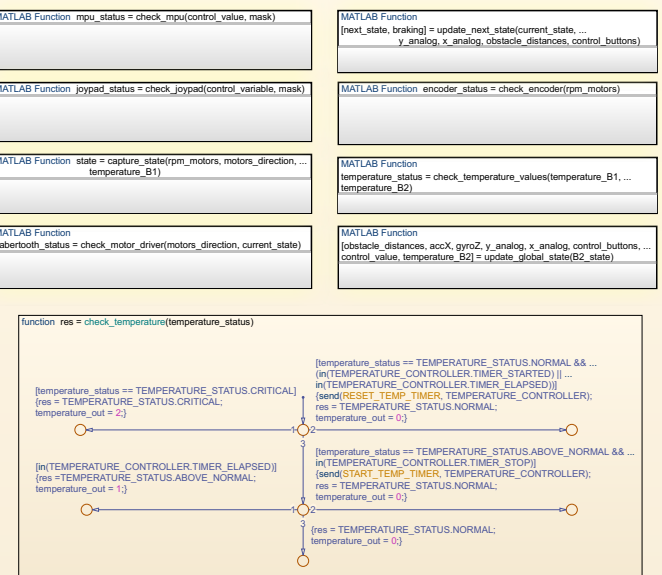 MATLAB Function mpu_status = check_mpu(control_value, mask)
MATLAB Function
[next_state, braking] = update_next_state(current_state, ...
y_analog, x_analog, obstacle_distances, control_buttons)
MATLAB Function joypad_status = check_joypad(control_variable, mask)
MATLAB Function encoder_status = check_encoder(rpm_motors)
MATLAB Function state = capture_state(rpm_motors, motors_direction, ...
temperature_B1)
MATLAB Function
temperature_status = check_temperature_values(temperature_B1, ...
temperature_B2)
MATLAB Function
abertooth_status = check_motor_driver(motors_direction, current_state)
MATLAB Function
[obstacle_distances, accX, gyroZ, y_analog, x_analog, control_buttons, ...
control_value, temperature_B2] = update_global_state(B2_state)
function res = check_temperature(temperature_status)
[temperature_status == TEMPERATURE_STATUS.CRITICAL]
{res = TEMPERATURE_STATUS.CRITICAL;
temperature_out = 2;}
[temperature_status == TEMPERATURE_STATUS.NORMAL && ...
(in(TEMPERATURE_CONTROLLER.TIMER_STARTED) || ...
in(TEMPERATURE_CONTROLLER.TIMER_ELAPSED))]
{send(RESET_TEMP_TIMER, TEMPERATURE_CONTROLLER);
res = TEMPERATURE_STATUS.NORMAL;
temperature_out = 0;}
1 2
3
[in(TEMPERATURE_CONTROLLER.TIMER_ELAPSED)]
{res =TEMPERATURE_STATUS.ABOVE_NORMAL;
temperature_out = 1;}
[temperature_status == TEMPERATURE_STATUS.ABOVE_NORMAL && ...
in(TEMPERATURE_CONTROLLER.TIMER_STOP)]
{send(START_TEMP_TIMER, TEMPERATURE_CONTROLLER);
res = TEMPERATURE_STATUS.NORMAL;
temperature_out = 0;}
1 2
3
{res = TEMPERATURE_STATUS.NORMAL;
temperature_out = 0;}